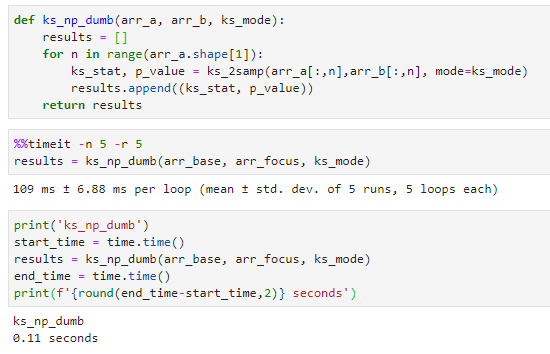 def ks_np_dumb(arr_a, arr_b, ks_mode):
    results = []
    for n in range(arr_a.shape[1]):
        ks_stat, p_value = ks_2samp(arr_a[:,n],arr_b[:,n], mode=ks_mode)
        results.append((ks_stat, p_value))
    return results
%%timeit -n 5 -r 5
results = ks_np_dumb(arr_base, arr_focus, ks_mode)
109 ms ± 6.88 ms per loop (mean ± std. dev. of 5 runs, 5 loops each)
print('ks_np_dumb')
start_time = time.time()
results = ks_np_dumb(arr_base, arr_focus, ks_mode)
end_time = time.time()
print(f'{round(end_time-start_time,2)} seconds')
ks_np_dumb
0.11 seconds